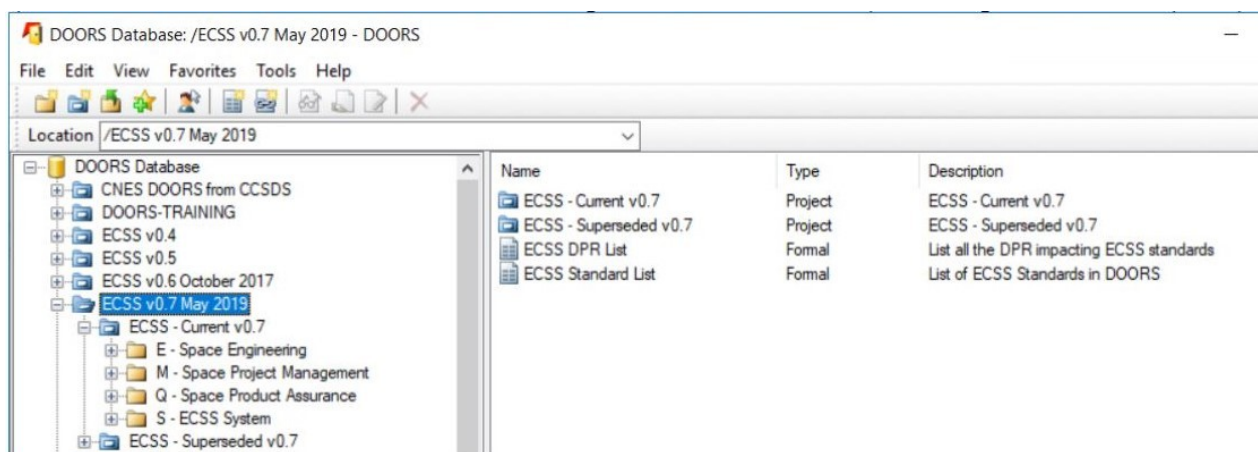 DOORS Database: /ECSS v0.7 May 2019 - DOORS
File Edit View Favorites Tools Help
Location /ECSS v0.7 May 2019
DOORS Database
CNES DOORS from CCSDS
DOORS-TRAINING
ECSS v0.4
ECSS v0.5
ECSS v0.6 October 2017
ECSS v0.7 May 2019
ECSS - Current v0.7
E - Space Engineering
M - Space Project Management
Q - Space Product Assurance
S - ECSS System
ECSS - Superseded v0.7
Name Type Description
ECSS - Current v0.7 Project ECSS - Current v0.7
ECSS - Superseded v0.7 Project ECSS - Superseded v0.7
ECSS DPR List Formal List all the DPR impacting ECSS standards
ECSS Standard List Formal List of ECSS Standards in DOORS